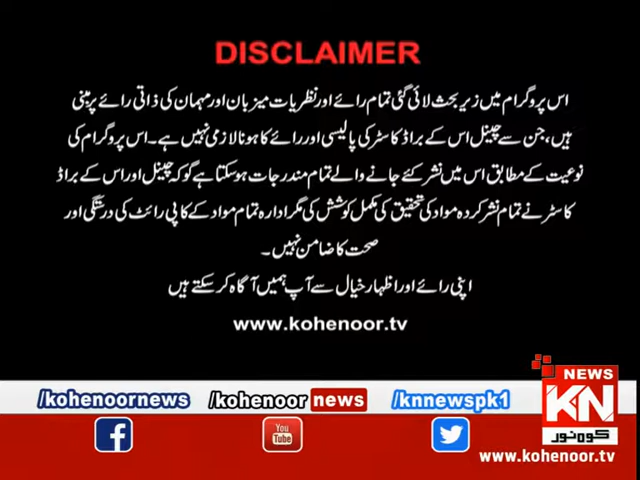 DISCLAIMER
اس پروگرام میں زیر بحث لائی گئی تمام رائے اور نظریات میزبان اور مہمان کی ذاتی رائے پر مبنی
ہیں، جن سے چینل اس کے براڈ کاسٹر کی پالیسی اور رائے کا ہونا لازمی نہیں ہے۔ اس پروگرام کی
نوعیت کے مطابق اس میں نشر کئے جانے والے تمام مندرجات ہو سکتا ہے گو کہ چینل اور اس کے براڈ
کاسٹر نے تمام نشر کردہ مواد کی تحقیق کی مکمل کوشش کی مگر ادارہ تمام مواد کے کاپی رائٹ کی درستگی اور
صحت کا ضامن نہیں۔
اپنی رائے اور اظہار خیال سے آپ ہمیں آگاہ کر سکتے ہیں
www.kohenoor.tv
/kohenoornews /kohenoor news /knnewspk1
f You Tube
NEWS
KN
کوہ نور
www.kohenoor.tv